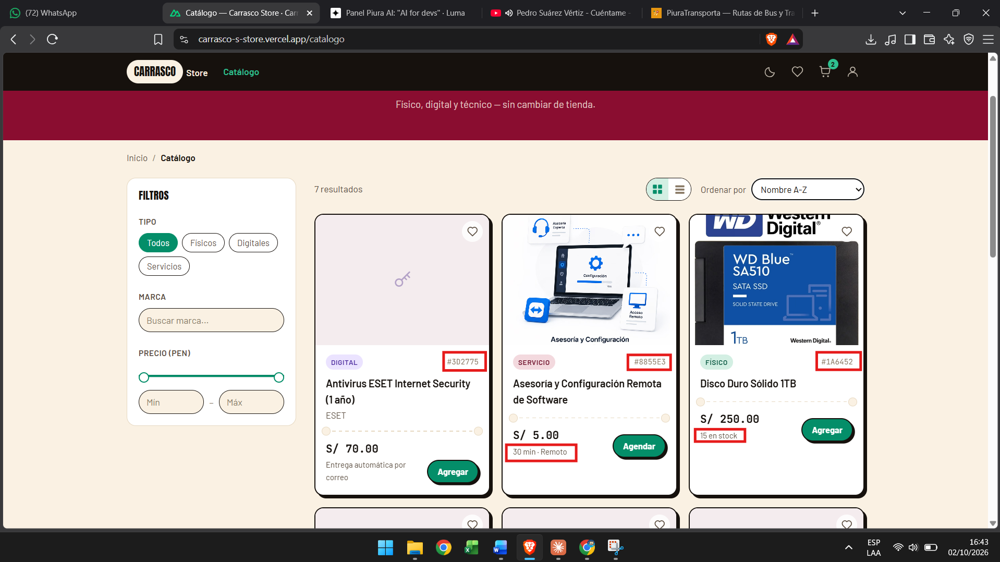 (72) WhatsApp
Catálogo — Carrasco Store · Carr
Panel Piura AI: "AI for devs" · Luma
Pedro Suárez Vértiz - Cuéntame -
PiuraTransporta — Rutas de Bus y Tra
carrasco-s-store.vercel.app/catalogo
CARRASCO Store
Catálogo
2
Físico, digital y técnico — sin cambiar de tienda.
Inicio / Catálogo
FILTROS
TIPO
Todos
Físicos
Digitales
Servicios
MARCA
Buscar marca...
PRECIO (PEN)
Mín
–
Máx
7 resultados
Ordenar por
Nombre A-Z
DIGITAL
#3D2775
Antivirus ESET Internet Security
(1 año)
ESET
S/ 70.00
Entrega automática por
correo
Agregar
Asesoría
Experta
Configuración
75%
Acceso
Remoto
Asesoría y Configuración
SERVICIO
#8855E3
Asesoría y Configuración Remota
de Software
S/ 5.00
30 min · Remoto
Agendar
WD Western
Digital®
WD Blue™
SA510
SATA SSD
SOLID STATE DRIVE
1TB
Western Digital.
FÍSICO
#1A6452
Disco Duro Sólido 1TB
S/ 250.00
15 en stock
Agregar
ESP
LAA
16:43
02/10/2026